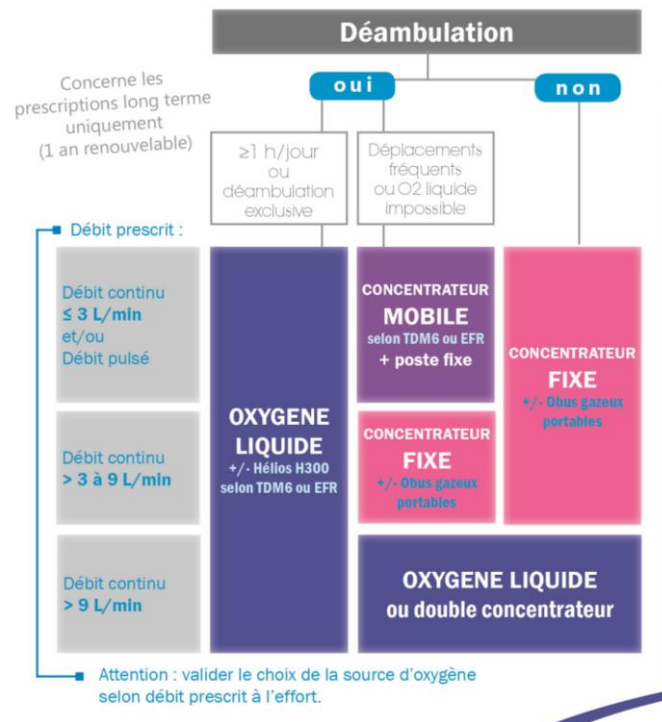 Déambulation
oui
non
Concerne les
prescriptions long terme
uniquement
(1 an renouvelable)
≥1 h/jour
ou
déambulation
exclusive
Déplacements
fréquents
ou O2 liquide
impossible
Débit prescrit :
Débit continu
≤ 3 L/min
et/ou
Débit pulsé
Débit continu
> 3 à 9 L/min
Débit continu
> 9 L/min
OXYGENE
LIQUIDE
+/- Hélios H300
selon TDM6 ou EFR
CONCENTRATEUR
MOBILE
selon TDM6 ou EFR
+ poste fixe
CONCENTRATEUR
FIXE
+/- Obus gazeux
portables
CONCENTRATEUR
FIXE
+/- Obus gazeux
portables
OXYGENE LIQUIDE
ou double concentrateur
Attention : valider le choix de la source d'oxygène
selon débit prescrit à l'effort.